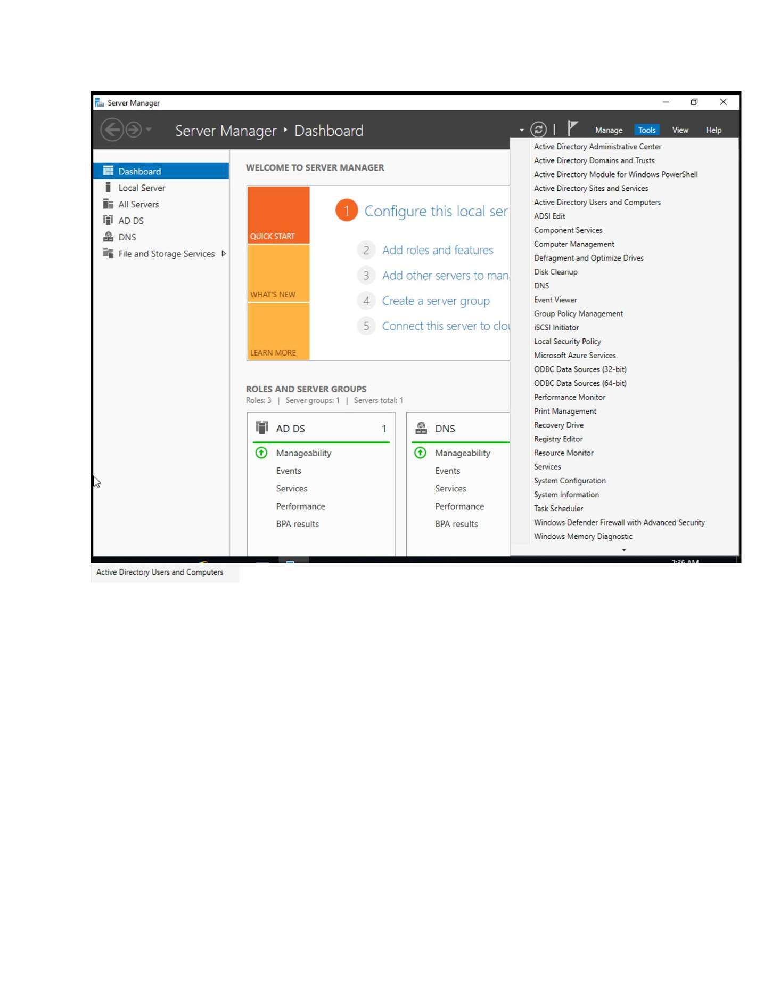 Server Manager
Server Manager ‣ Dashboard
Manage Tools View Help
Dashboard
Local Server
All Servers
AD DS
DNS
File and Storage Services
WELCOME TO SERVER MANAGER
QUICK START
WHAT'S NEW
LEARN MORE
1 Configure this local ser
2 Add roles and features
3 Add other servers to man
4 Create a server group
5 Connect this server to clou
ROLES AND SERVER GROUPS
Roles: 3 | Server groups: 1 | Servers total: 1
AD DS 1
Manageability
Events
Services
Performance
BPA results
DNS
Manageability
Events
Services
Performance
BPA results
Active Directory Administrative Center
Active Directory Domains and Trusts
Active Directory Module for Windows PowerShell
Active Directory Sites and Services
Active Directory Users and Computers
ADSI Edit
Component Services
Computer Management
Defragment and Optimize Drives
Disk Cleanup
DNS
Event Viewer
Group Policy Management
iSCSI Initiator
Local Security Policy
Microsoft Azure Services
ODBC Data Sources (32-bit)
ODBC Data Sources (64-bit)
Performance Monitor
Print Management
Recovery Drive
Registry Editor
Resource Monitor
Services
System Configuration
System Information
Task Scheduler
Windows Defender Firewall with Advanced Security
Windows Memory Diagnostic
2:36 AM
Active Directory Users and Computers